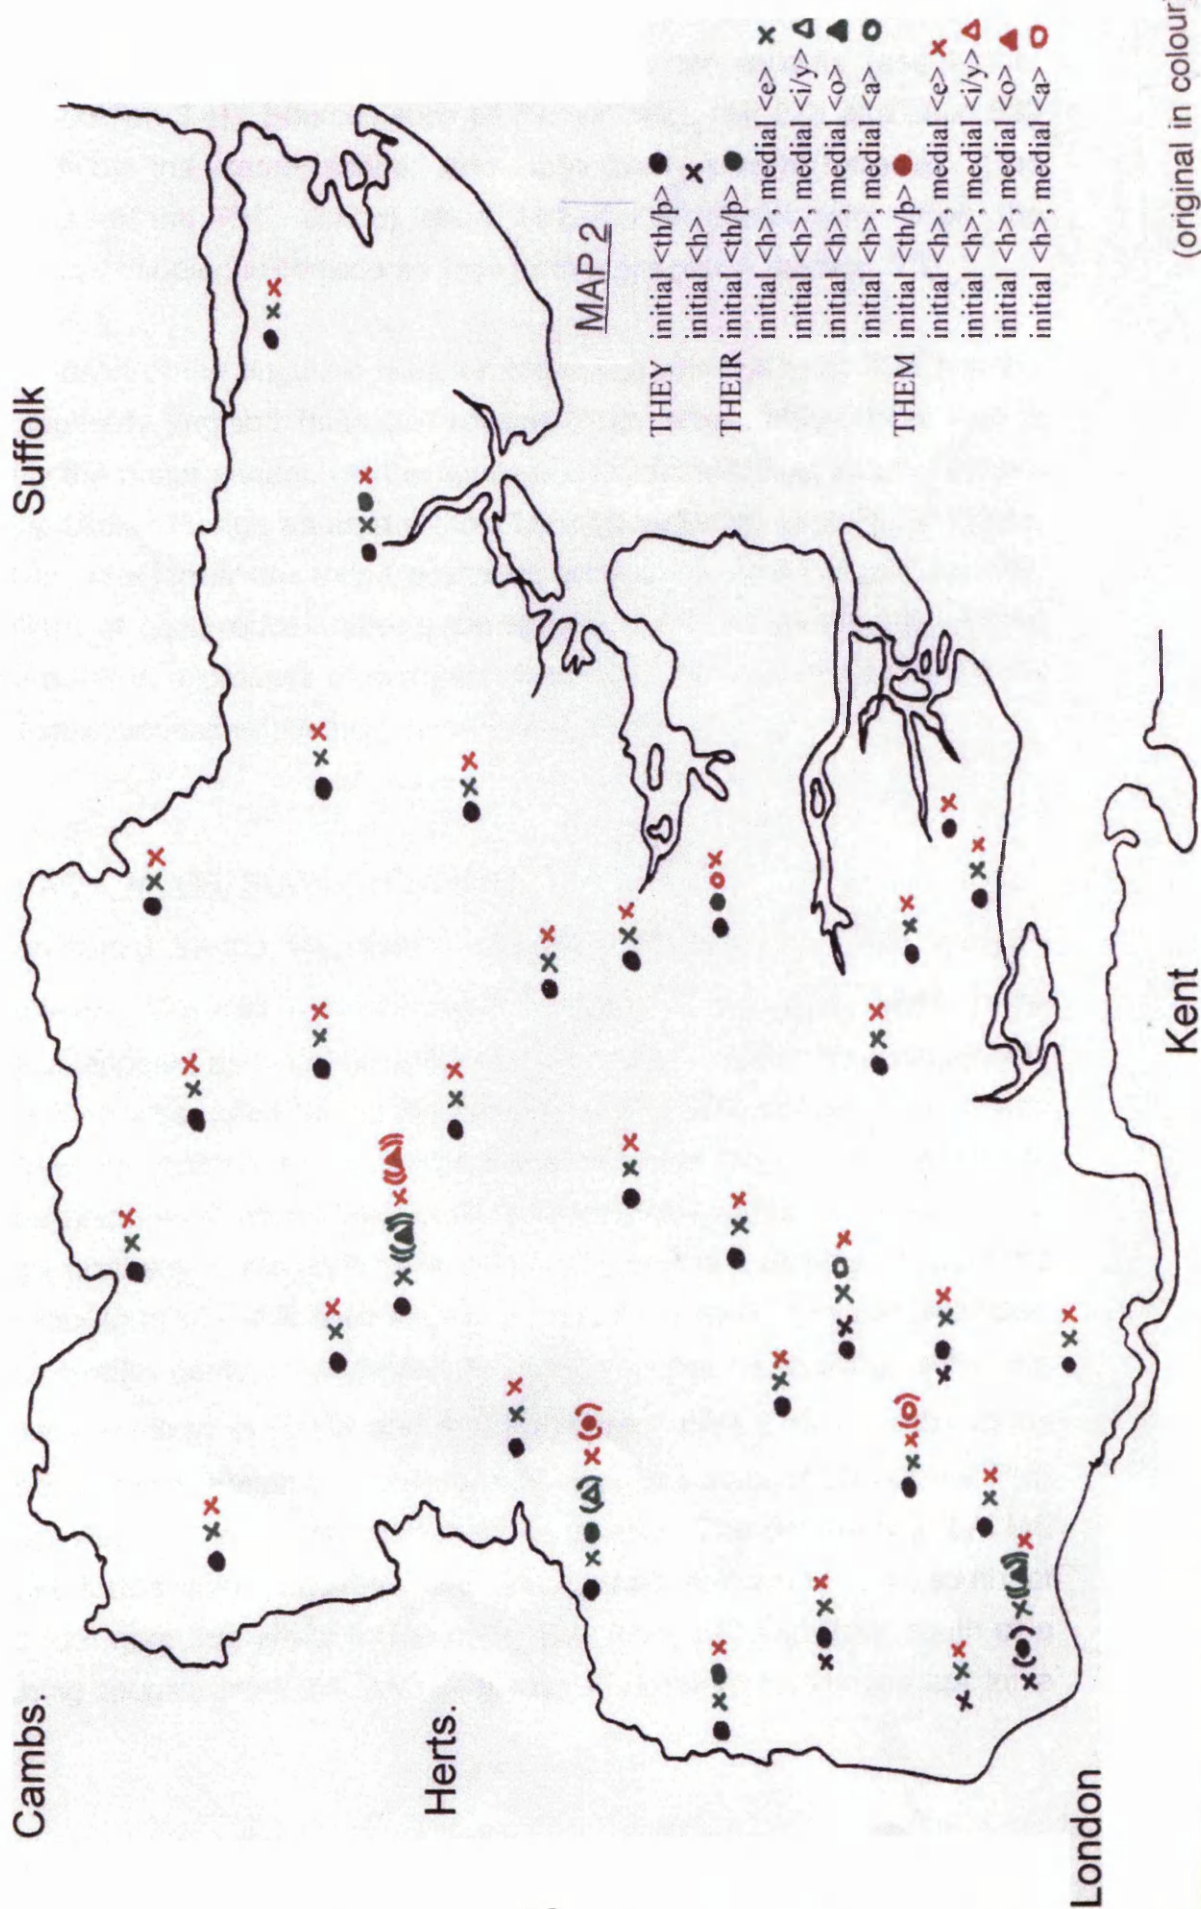 Cambs.
Suffolk
Herts.
London
Kent
MAP 2
THEY initial <th/þ> ●
initial <h> ×
THEIR initial <th/þ> ●
initial <h> medial <e> ×
initial <h>, medial <i/y> △
initial <h> medial <o> ▲
initial <h>, medial <a> O
THEM initial <th/þ> ●
initial <h> medial <e> ×
initial <h>, medial <i/y> △
initial <h> medial <o> ▲
initial <h>, medial <a> O
(original in colour)